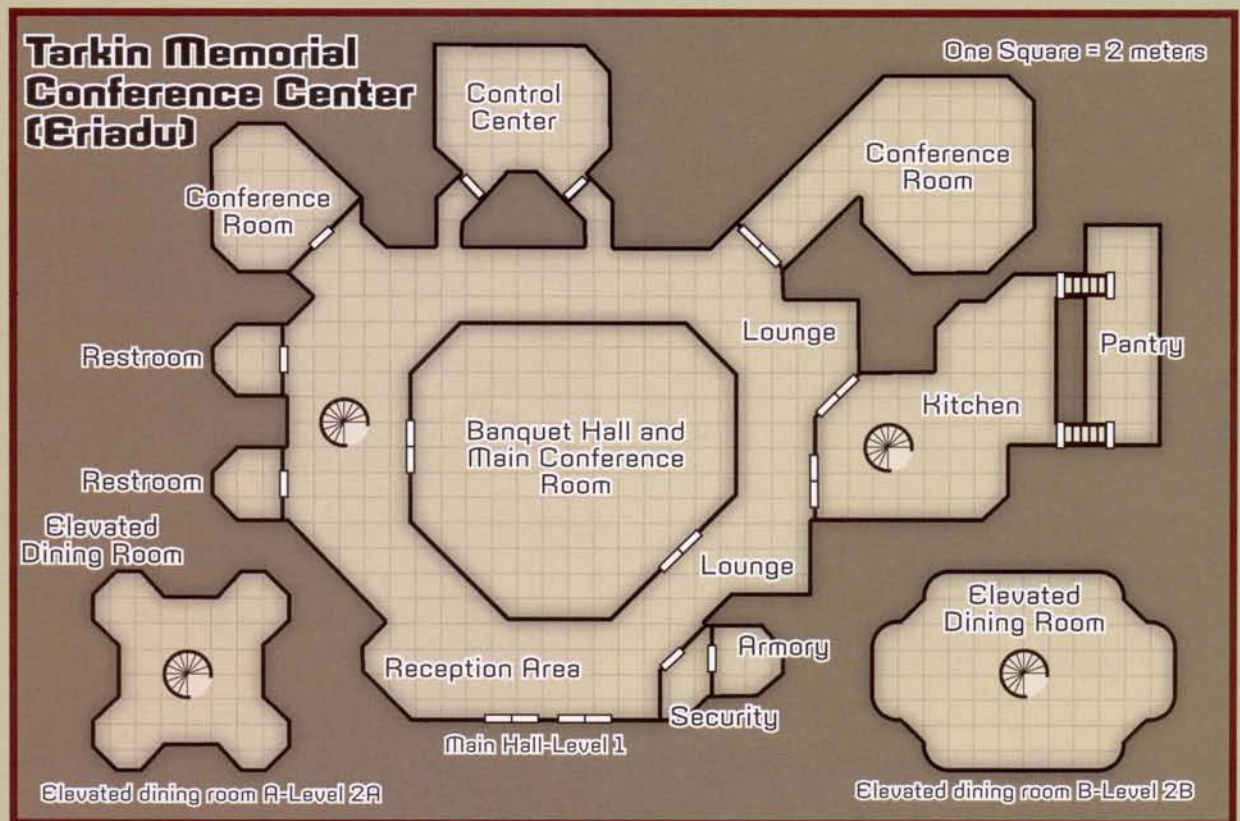 Tarkin Memorial
Conference Center
(Eriadu)
One Square = 2 meters
Control
Center
Conference
Room
Conference
Room
Lounge
Pantry
Restroom
Kitchen
Banquet Hall and
Main Conference
Room
Restroom
Elevated
Dining Room
Lounge
Elevated
Dining Room
Reception Area
Armory
Security
Main Hall-Level 1
Elevated dining room A-Level 2A
Elevated dining room B-Level 2B